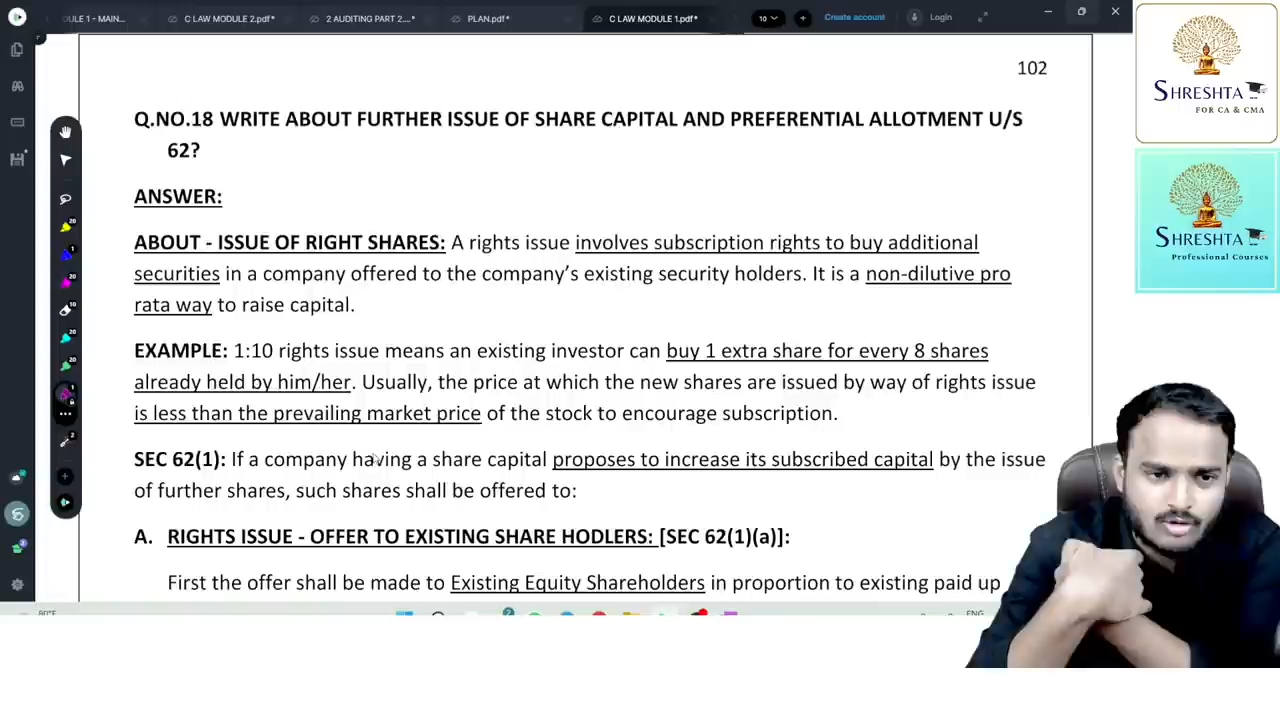 ULE 1 - MAIN...
C LAW MODULE 2.pdf*
2 AUDITING PART 2....*
PLAN.pdf*
C LAW MODULE 1.pdf*
10
Create account
Login
102
Q.NO.18 WRITE ABOUT FURTHER ISSUE OF SHARE CAPITAL AND PREFERENTIAL ALLOTMENT U/S
62?
ANSWER:
ABOUT - ISSUE OF RIGHT SHARES: A rights issue involves subscription rights to buy additional
securities in a company offered to the company's existing security holders. It is a non-dilutive pro
rata way to raise capital.
EXAMPLE: 1:10 rights issue means an existing investor can buy 1 extra share for every 8 shares
already held by him/her. Usually, the price at which the new shares are issued by way of rights issue
is less than the prevailing market price of the stock to encourage subscription.
SEC 62(1): If a company having a share capital proposes to increase its subscribed capital by the issue
of further shares, such shares shall be offered to:
A. RIGHTS ISSUE - OFFER TO EXISTING SHARE HODLERS: [SEC 62(1)(a)]:
First the offer shall be made to Existing Equity Shareholders in proportion to existing paid up
80°F
ENG
SHRESHTA
FOR CA & CMA
SHRESHTA
Professional Courses